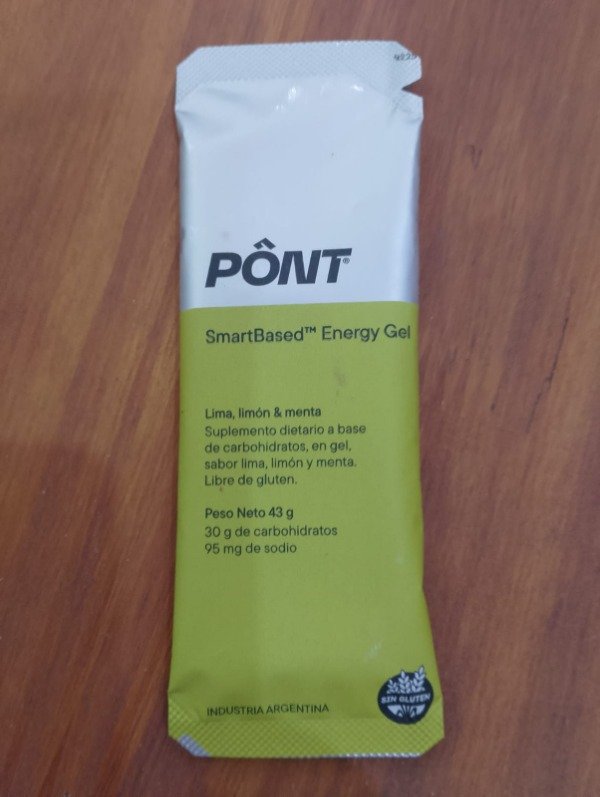 PÔNT®
SmartBased™ Energy Gel
Lima, limón & menta
Suplemento dietario a base
de carbohidratos, en gel,
sabor lima, limón y menta.
Libre de gluten.
Peso Neto 43 g
30 g de carbohidratos
95 mg de sodio
SIN GLUTEN
INDUSTRIA ARGENTINA